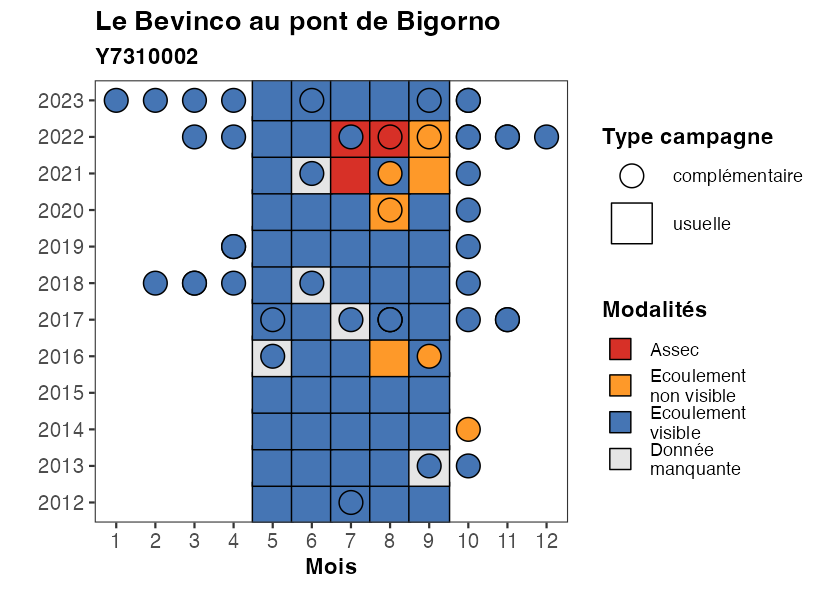 Le Bevinco au pont de Bigorno
Y7310002
2023
2022
2021
2020
2019
2018
2017
2016
2015
2014
2013
2012
1 2 3 4 5 6 7 8 9 10 11 12
Mois
Type campagne
complémentaire
usuelle
Modalités
Assec
Ecoulement
non visible
Ecoulement
visible
Donnée
manquante